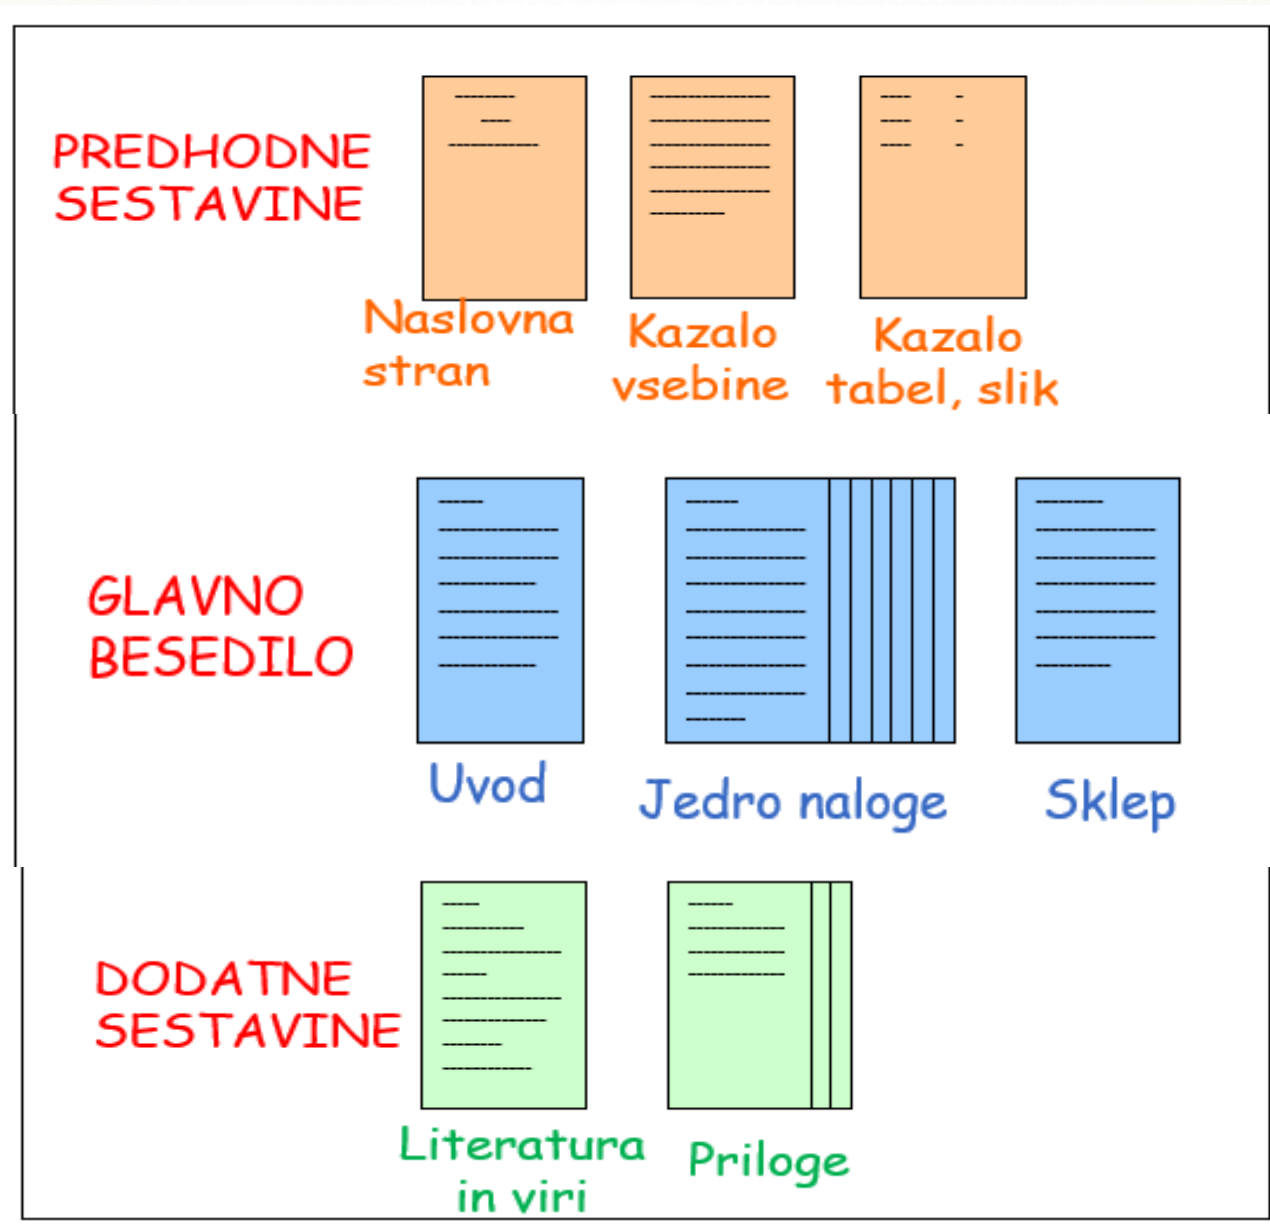 PREDHODNE
SESTAVINE
Naslovna
stran
Kazalo
vsebine
Kazalo
tabel, slik
GLAVNO
BESEDILO
Uvod
Jedro naloge
Sklep
DODATNE
SESTAVINE
Literatura
in viri
Priloge